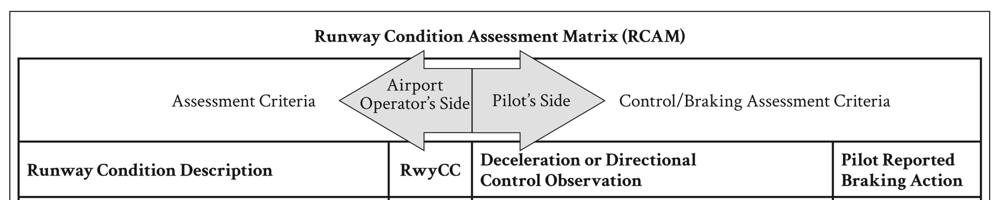 Runway Condition Assessment Matrix (RCAM)
Assessment Criteria
Airport
Operator’s Side
Pilot’s Side
Control/Braking Assessment Criteria
Runway Condition Description
RwyCC
Deceleration or Directional
Control Observation
Pilot Reported
Braking Action